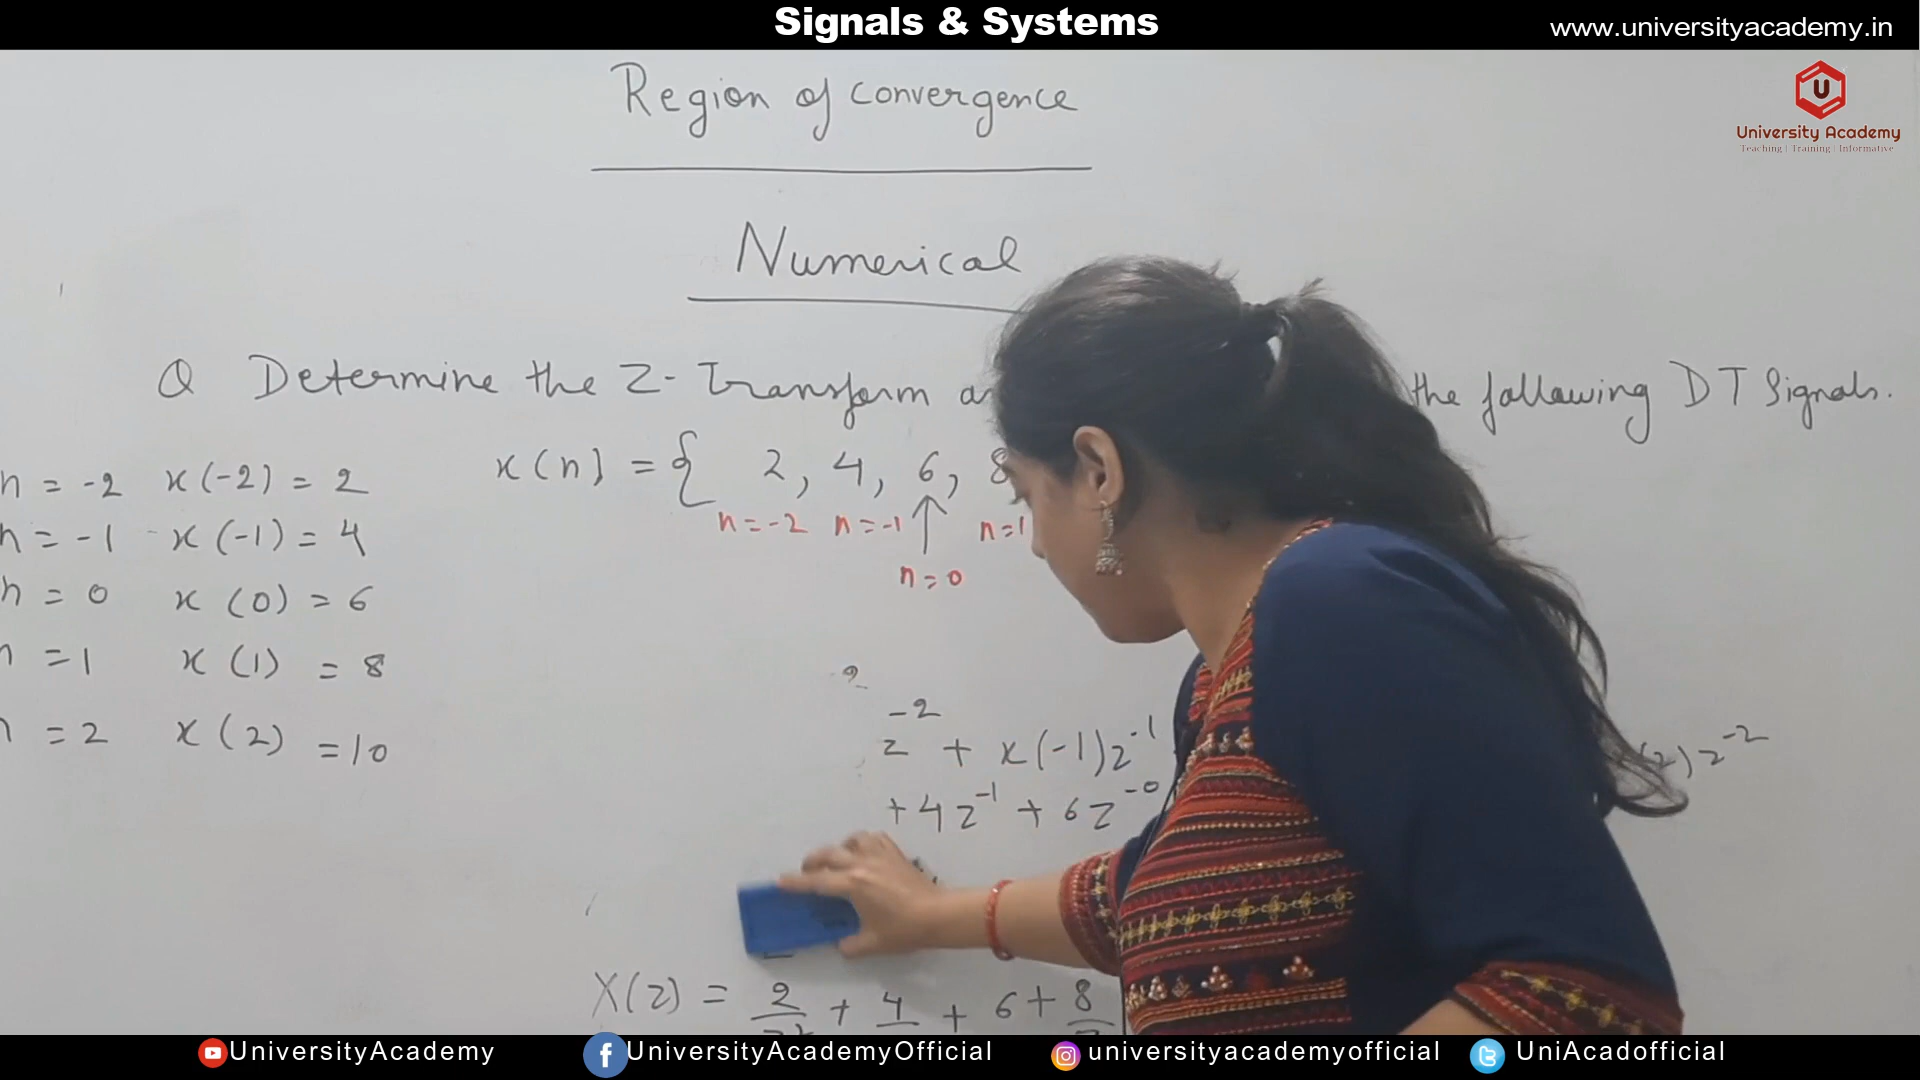 Signals & Systems
www.universityacademy.in
U
University Academy
Teaching | Training | Informative
Region of convergence
Numerical
Q Determine the Z-Transform the following DT Signals.
x(n) = { 2, 4, 6, 8
n = -2 n = -1 n = 1
n = 0
n = -2 x(-2) = 2
n = -1 x(-1) = 4
n = 0 x(0) = 6
= 1 x(1) = 8
= 2 x(2) = 10
z^-2 + x(-1)z^-1 (2)z^-2
+ 4z^-1 + 6z^-0
X(z) = 2/z² + 4 + 6 + 8
UniversityAcademy UniversityAcademyOfficial universityacademyofficial UniAcadofficial